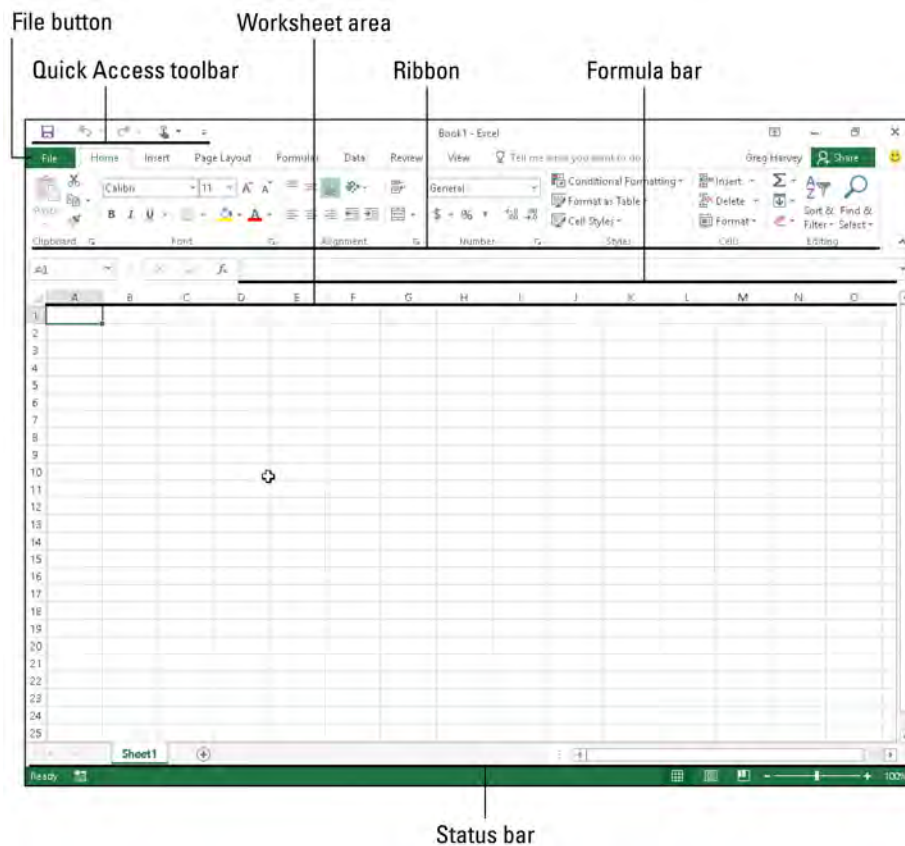 File button
Worksheet area
Quick Access toolbar
Ribbon
Formula bar
Book1 - Excel
File Home Insert Page Layout Formulas Data Review View Tell me what you want to do... Greg Harvey Share
Calibri 11 General Conditional Formatting Insert
Paste B I U $ % Format as Table Delete Sort & Find &
Cell Styles Format Filter Select
Clipboard Font Alignment Number Styles Cells Editing
A1 fx
A B C D E F G H I J K L M N O
1
2
3
4
5
6
7
8
9
10
11
12
13
14
15
16
17
18
19
20
21
22
23
24
25
Sheet1
Ready 100%
Status bar